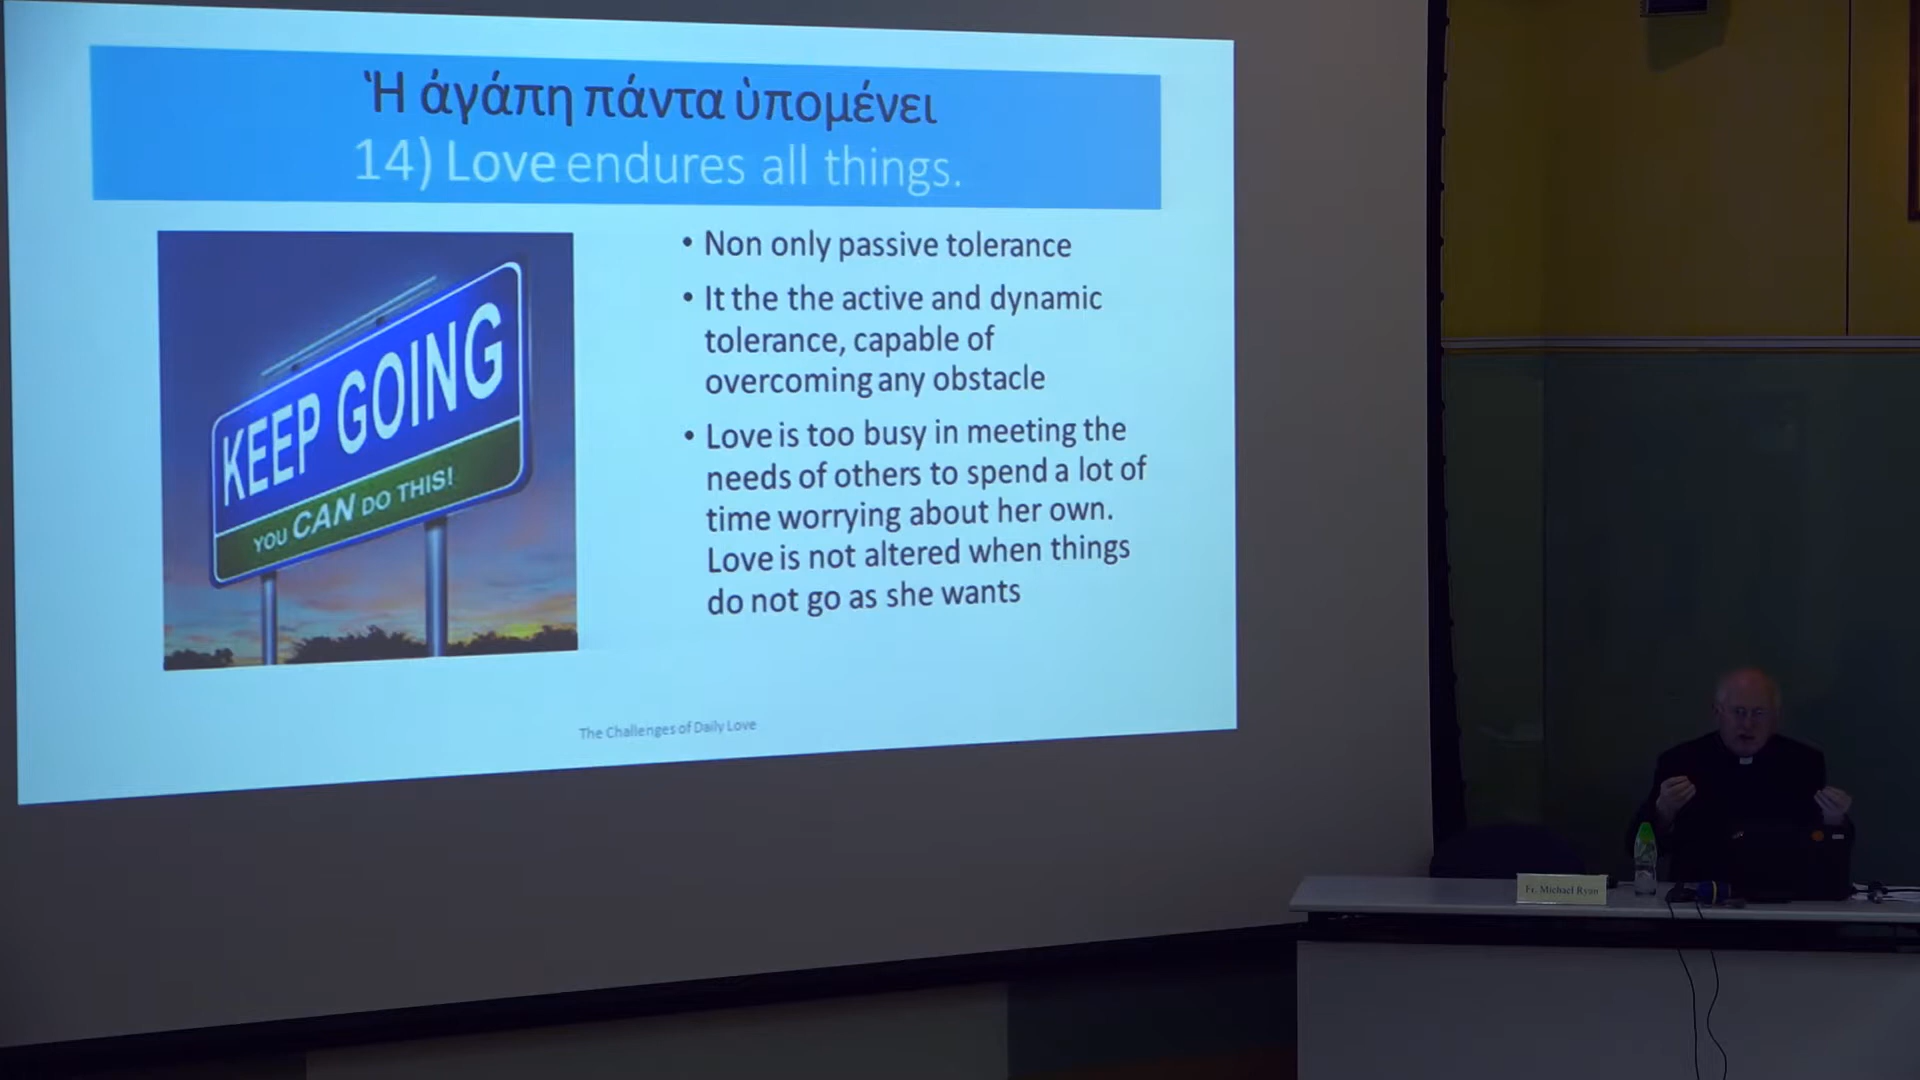 Ἡ ἀγάπη πάντα ὑπομένει
14) Love endures all things.
KEEP GOING
YOU CAN DO THIS!
• Non only passive tolerance
• It the the active and dynamic
tolerance, capable of
overcoming any obstacle
• Love is too busy in meeting the
needs of others to spend a lot of
time worrying about her own.
Love is not altered when things
do not go as she wants
The Challenges of Daily Love
Fr. Michael Ryan